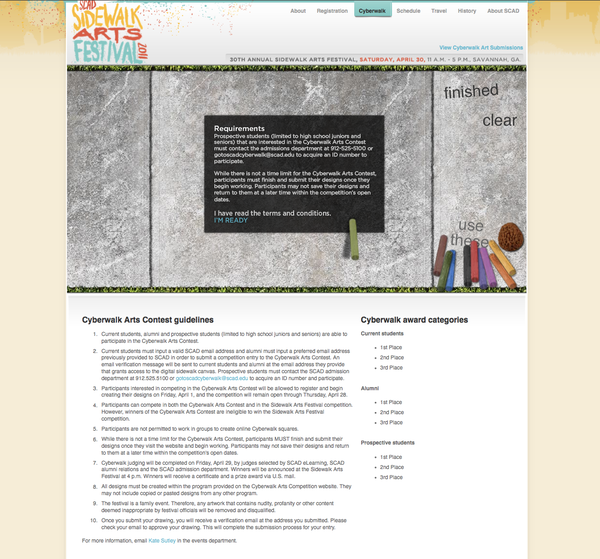 SCAD
SIDEWALK
ARTS
FESTIVAL
2011
About Registration Cyberwalk Schedule Travel History About SCAD
View Cyberwalk Art Submissions
30TH ANNUAL SIDEWALK ARTS FESTIVAL, SATURDAY, APRIL 30, 11 A.M. - 5 P.M., SAVANNAH, GA.
finished
clear
Requirements
Prospective students (limited to high school juniors and
seniors) that are interested in the Cyberwalk Arts Contest
must contact the admissions department at 912-525-5100 or
gotoscadcyberwalk@scad.edu to acquire an ID number to
participate.
While there is not a time limit for the Cyberwalk Arts Contest,
participants must finish and submit their designs once they
begin working. Participants may not save their designs and
return to them at a later time within the competition's open
dates.
I have read the terms and conditions.
I'M READY
use
these
Cyberwalk Arts Contest guidelines
1. Current students, alumni and prospective students (limited to high school juniors and seniors) are able to
participate in the Cyberwalk Arts Contest.
2. Current students must input a valid SCAD email address and alumni must input a preferred email address
previously provided to SCAD in order to submit a competition entry to the Cyberwalk Arts Contest. An
email verification message will be sent to current students and alumni at the email address they provide
that grants access to the digital sidewalk canvas. Prospective students must contact the SCAD admission
department at 912.525.5100 or gotoscadcyberwalk@scad.edu to acquire an ID number and participate.
3. Participants interested in competing in the Cyberwalk Arts Contest will be allowed to register and begin
creating their designs on Friday, April 1, and the competition will remain open through Thursday, April 28.
4. Participants can compete in both the Cyberwalk Arts Contest and in the Sidewalk Arts Festival competition.
However, winners of the Cyberwalk Arts Contest are ineligible to win the Sidewalk Arts Festival
competition.
5. Participants are not permitted to work in groups to create online Cyberwalk squares.
6. While there is not a time limit for the Cyberwalk Arts Contest, participants MUST finish and submit their
designs once they visit the website and begin working. Participants may not save their designs and return
to them at a later time within the competition's open dates.
7. Cyberwalk judging will be completed on Friday, April 29, by judges selected by SCAD eLearning, SCAD
alumni relations and the SCAD admission department. Winners will be announced at the Sidewalk Arts
Festival at 4 p.m. Winners will receive a certificate and a prize award via U.S. mail.
8. All designs must be created within the program provided on the Cyberwalk Arts Competition website. They
may not include copied or pasted designs from any other program.
9. The festival is a family event. Therefore, any artwork that contains nudity, profanity or other content
deemed inappropriate by festival officials will be removed and disqualified.
10. Once you submit your drawing, you will receive a verification email at the address you submitted. Please
check your email to approve your drawing. This will complete the submission process for your entry.
For more information, email Kate Sutley in the events department.
Cyberwalk award categories
Current students
• 1st Place
• 2nd Place
• 3rd Place
Alumni
• 1st Place
• 2nd Place
• 3rd Place
Prospective students
• 1st Place
• 2nd Place
• 3rd Place